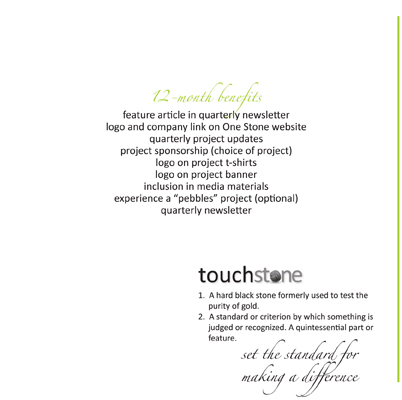 12-month benefits
feature article in quarterly newsletter
logo and company link on One Stone website
quarterly project updates
project sponsorship (choice of project)
logo on project t-shirts
logo on project banner
inclusion in media materials
experience a “pebbles” project (optional)
quarterly newsletter
touchstone
1. A hard black stone formerly used to test the
purity of gold.
2. A standard or criterion by which something is
judged or recognized. A quintessential part or
feature.
set the standard for
making a difference